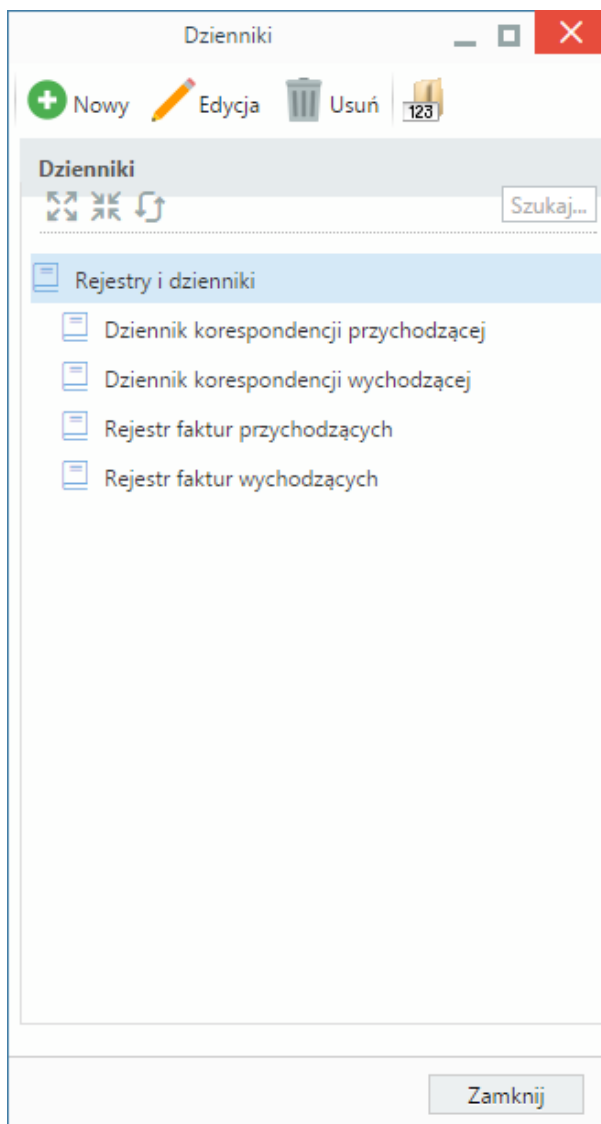 Dzienniki
Nowy Edycja Usuń 123
Dzienniki
Szukaj...
Rejestry i dzienniki
Dziennik korespondencji przychodzącej
Dziennik korespondencji wychodzącej
Rejestr faktur przychodzących
Rejestr faktur wychodzących
Zamknij